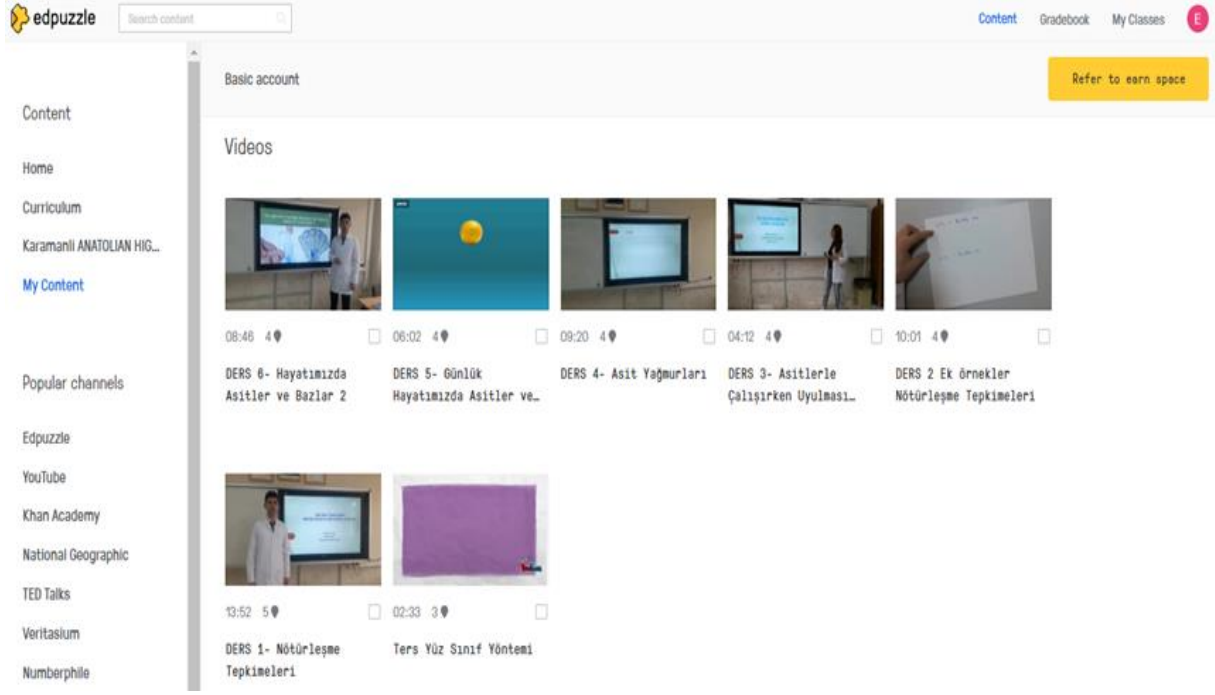 edpuzzle
Search content
Content
Gradebook
My Classes
E
Basic account
Refer to earn space
Content
Home
Curriculum
Karamanli ANATOLIAN HIG...
My Content
Popular channels
Edpuzzle
YouTube
Khan Academy
National Geographic
TED Talks
Veritasium
Numberphile
Videos
08:46 4
DERS 6- Hayatımızda
Asitler ve Bazlar 2
06:02 4
DERS 5- Günlük
Hayatımızda Asitler ve…
09:20 4
DERS 4- Asit Yağmurları
04:12 4
DERS 3- Asitlerle
Çalışırken Uyulması…
10:01 4
DERS 2 Ek örnekler
Nötürleşme Tepkimeleri
13:52 5
DERS 1- Nötürleşme
Tepkimeleri
02:33 3
Ters Yüz Sınıf Yöntemi